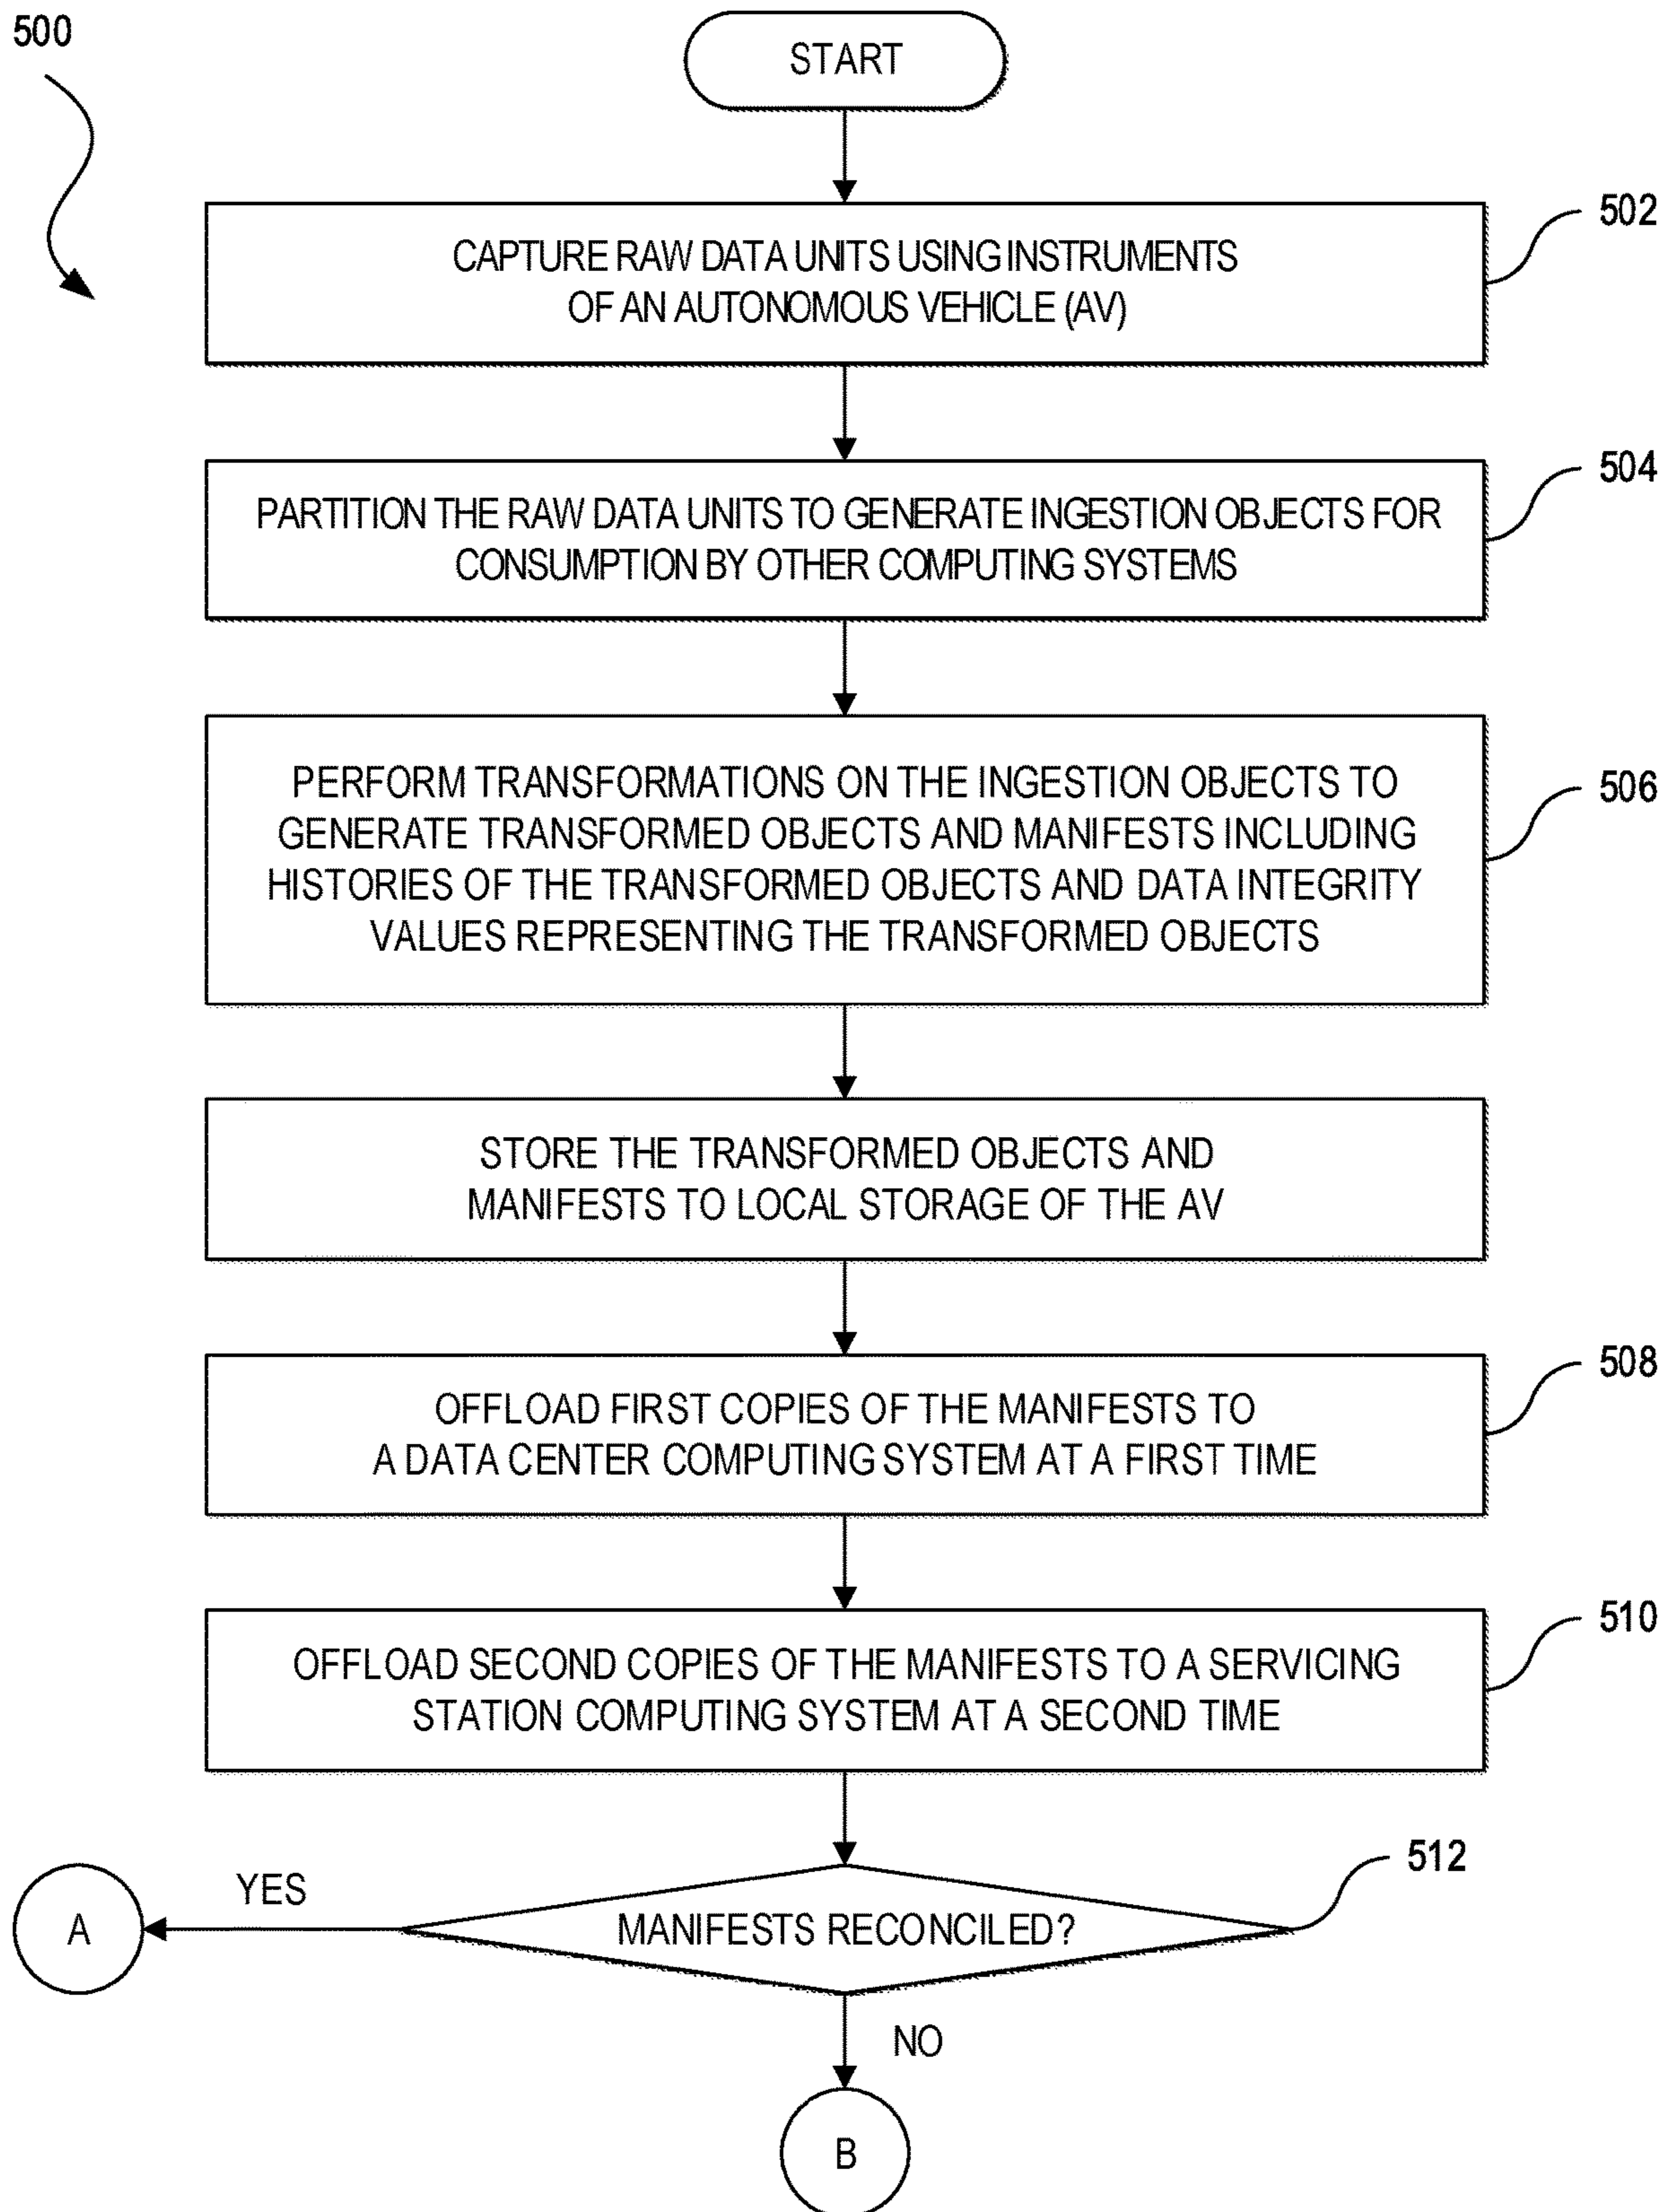 500
START
502
CAPTURE RAW DATA UNITS USING INSTRUMENTS
OF AN AUTONOMOUS VEHICLE (AV)
504
PARTITION THE RAW DATA UNITS TO GENERATE INGESTION OBJECTS FOR
CONSUMPTION BY OTHER COMPUTING SYSTEMS
506
PERFORM TRANSFORMATIONS ON THE INGESTION OBJECTS TO
GENERATE TRANSFORMED OBJECTS AND MANIFESTS INCLUDING
HISTORIES OF THE TRANSFORMED OBJECTS AND DATA INTEGRITY
VALUES REPRESENTING THE TRANSFORMED OBJECTS
STORE THE TRANSFORMED OBJECTS AND
MANIFESTS TO LOCAL STORAGE OF THE AV
508
OFFLOAD FIRST COPIES OF THE MANIFESTS TO
A DATA CENTER COMPUTING SYSTEM AT A FIRST TIME
510
OFFLOAD SECOND COPIES OF THE MANIFESTS TO A SERVICING
STATION COMPUTING SYSTEM AT A SECOND TIME
512
YES
A
MANIFESTS RECONCILED?
NO
B